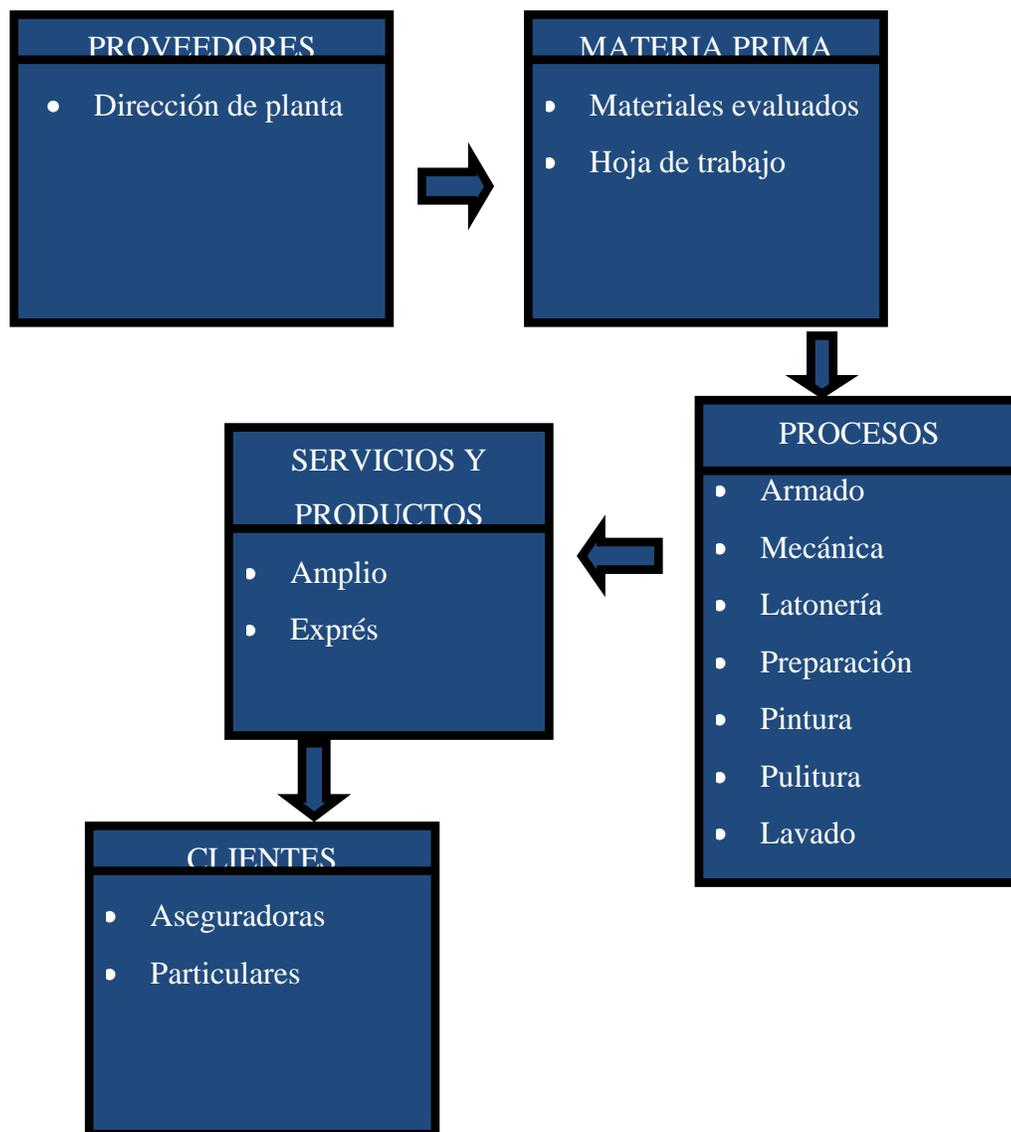 PROVEEDORES
• Dirección de planta
MATERIA PRIMA
• Materiales evaluados
• Hoja de trabajo
PROCESOS
• Armado
• Mecánica
• Latonería
• Preparación
• Pintura
• Pulitura
• Lavado
SERVICIOS Y
PRODUCTOS
• Amplio
• Exprés
CLIENTES
• Aseguradoras
• Particulares